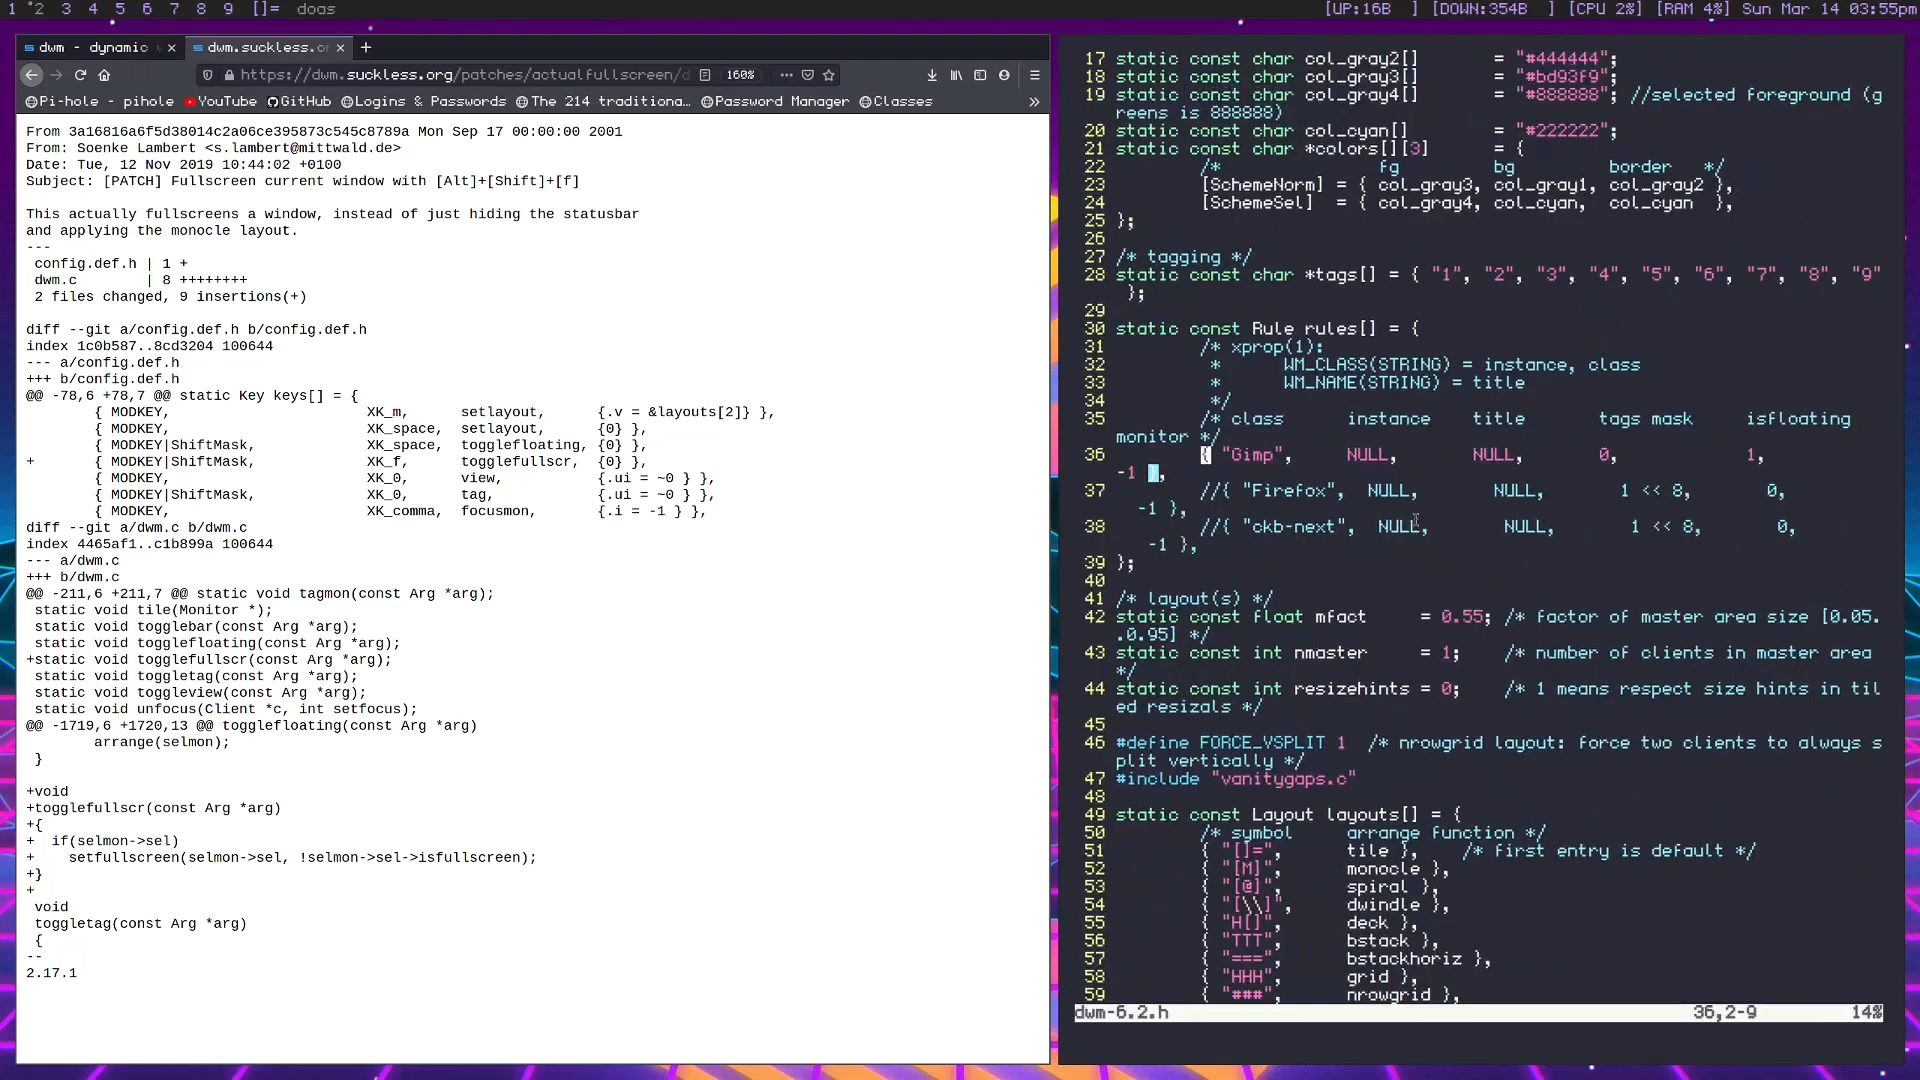 1 *2 3 4 5 6 7 8 9 []= doas [UP:16B ] [DOWN:354B ] [CPU 2%] [RAM 4%] Sun Mar 14 03:55pm
dwm - dynamic
dwm.suckless.o
https://dwm.suckless.org/patches/actualfullscreen/d 160%
Pi-hole - pihole YouTube GitHub Logins & Passwords The 214 traditiona... Password Manager Classes
From 3a16816a6f5d38014c2a06ce395873c545c8789a Mon Sep 17 00:00:00 2001
From: Soenke Lambert <s.lambert@mittwald.de>
Date: Tue, 12 Nov 2019 10:44:02 +0100
Subject: [PATCH] Fullscreen current window with [Alt]+[Shift]+[f]
This actually fullscreens a window, instead of just hiding the statusbar
and applying the monocle layout.
---
config.def.h | 1 +
dwm.c | 8 ++++++++
2 files changed, 9 insertions(+)
diff --git a/config.def.h b/config.def.h
index 1c0b587..8cd3204 100644
--- a/config.def.h
+++ b/config.def.h
@@ -78,6 +78,7 @@ static Key keys[] = {
{ MODKEY, XK_m, setlayout, {.v = &layouts[2]} },
{ MODKEY, XK_space, setlayout, {0} },
{ MODKEY|ShiftMask, XK_space, togglefloating, {0} },
+ { MODKEY|ShiftMask, XK_f, togglefullscr, {0} },
{ MODKEY, XK_0, view, {.ui = ~0 } },
{ MODKEY|ShiftMask, XK_0, tag, {.ui = ~0 } },
{ MODKEY, XK_comma, focusmon, {.i = -1 } },
diff --git a/dwm.c b/dwm.c
index 4465af1..c1b899a 100644
--- a/dwm.c
+++ b/dwm.c
@@ -211,6 +211,7 @@ static void tagmon(const Arg *arg);
static void tile(Monitor *);
static void togglebar(const Arg *arg);
static void togglefloating(const Arg *arg);
+static void togglefullscr(const Arg *arg);
static void toggletag(const Arg *arg);
static void toggleview(const Arg *arg);
static void unfocus(Client *c, int setfocus);
@@ -1719,6 +1720,13 @@ togglefloating(const Arg *arg)
arrange(selmon);
}
+void
+togglefullscr(const Arg *arg)
+{
+ if(selmon->sel)
+ setfullscreen(selmon->sel, !selmon->sel->isfullscreen);
+}
+
void
toggletag(const Arg *arg)
{
--
2.17.1
17 static const char col_gray2[] = "#444444";
18 static const char col_gray3[] = "#bd93f9";
19 static const char col_gray4[] = "#888888"; //selected foreground (g
reens is 888888)
20 static const char col_cyan[] = "#222222";
21 static const char *colors[][3] = {
22 /* fg bg border */
23 [SchemeNorm] = { col_gray3, col_gray1, col_gray2 },
24 [SchemeSel] = { col_gray4, col_cyan, col_cyan },
25 };
26
27 /* tagging */
28 static const char *tags[] = { "1", "2", "3", "4", "5", "6", "7", "8", "9"
};
29
30 static const Rule rules[] = {
31 /* xprop(1):
32 * WM_CLASS(STRING) = instance, class
33 * WM_NAME(STRING) = title
34 */
35 /* class instance title tags mask isfloating
monitor */
36 { "Gimp", NULL, NULL, 0, 1,
-1 },
37 //{ "Firefox", NULL, NULL, 1 << 8, 0,
-1 },
38 //{ "ckb-next", NULL, NULL, 1 << 8, 0,
-1 },
39 };
40
41 /* layout(s) */
42 static const float mfact = 0.55; /* factor of master area size [0.05.
.0.95] */
43 static const int nmaster = 1; /* number of clients in master area
*/
44 static const int resizehints = 0; /* 1 means respect size hints in til
ed resizals */
45
46 #define FORCE_VSPLIT 1 /* nrowgrid layout: force two clients to always s
plit vertically */
47 #include "vanitygaps.c"
48
49 static const Layout layouts[] = {
50 /* symbol arrange function */
51 { "[]=", tile }, /* first entry is default */
52 { "[M]", monocle },
53 { "[@]", spiral },
54 { "[\\]", dwindle },
55 { "H[]", deck },
56 { "TTT", bstack },
57 { "===", bstackhoriz },
58 { "HHH", grid },
59 { "###", nrowgrid },
dwm-6.2.h 36,2-9 14%